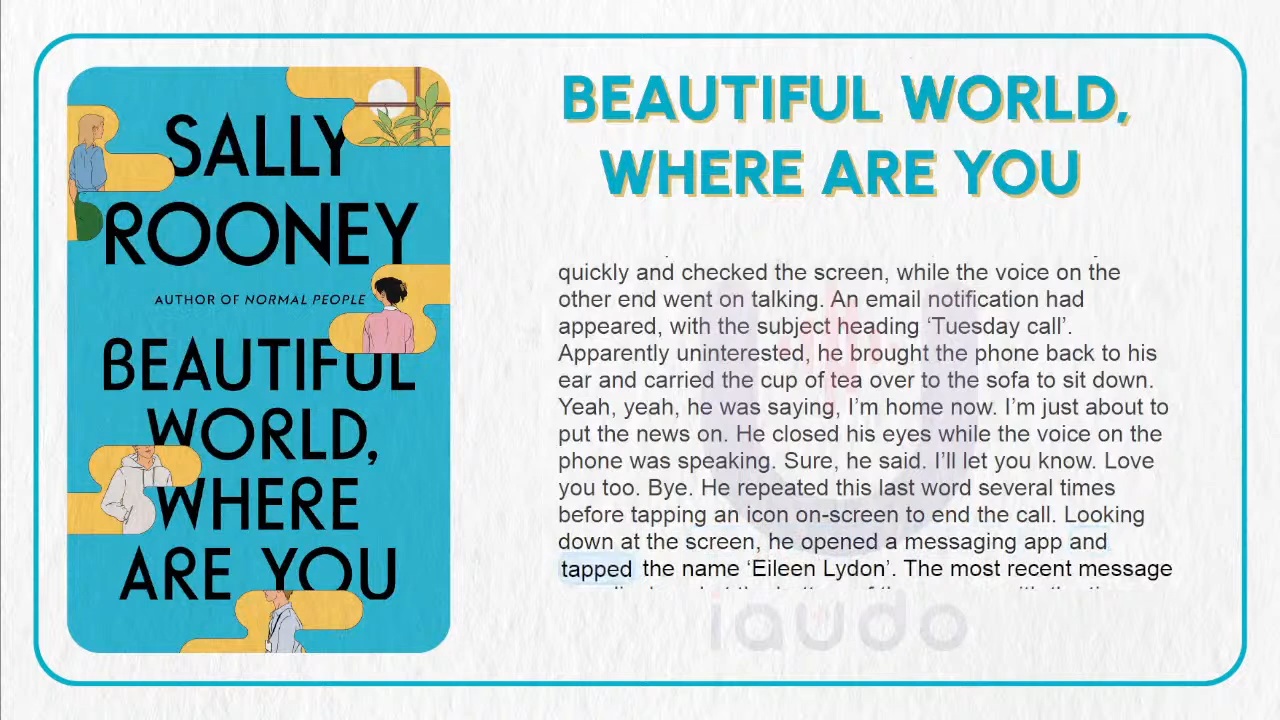 SALLY
ROONEY
AUTHOR OF NORMAL PEOPLE
BEAUTIFUL
WORLD,
WHERE
ARE YOU
BEAUTIFUL WORLD,
WHERE ARE YOU
quickly and checked the screen, while the voice on the
other end went on talking. An email notification had
appeared, with the subject heading ‘Tuesday call’.
Apparently uninterested, he brought the phone back to his
ear and carried the cup of tea over to the sofa to sit down.
Yeah, yeah, he was saying, I’m home now. I’m just about to
put the news on. He closed his eyes while the voice on the
phone was speaking. Sure, he said. I’ll let you know. Love
you too. Bye. He repeated this last word several times
before tapping an icon on-screen to end the call. Looking
down at the screen, he opened a messaging app and
tapped the name ‘Eileen Lydon’. The most recent message
iaudo